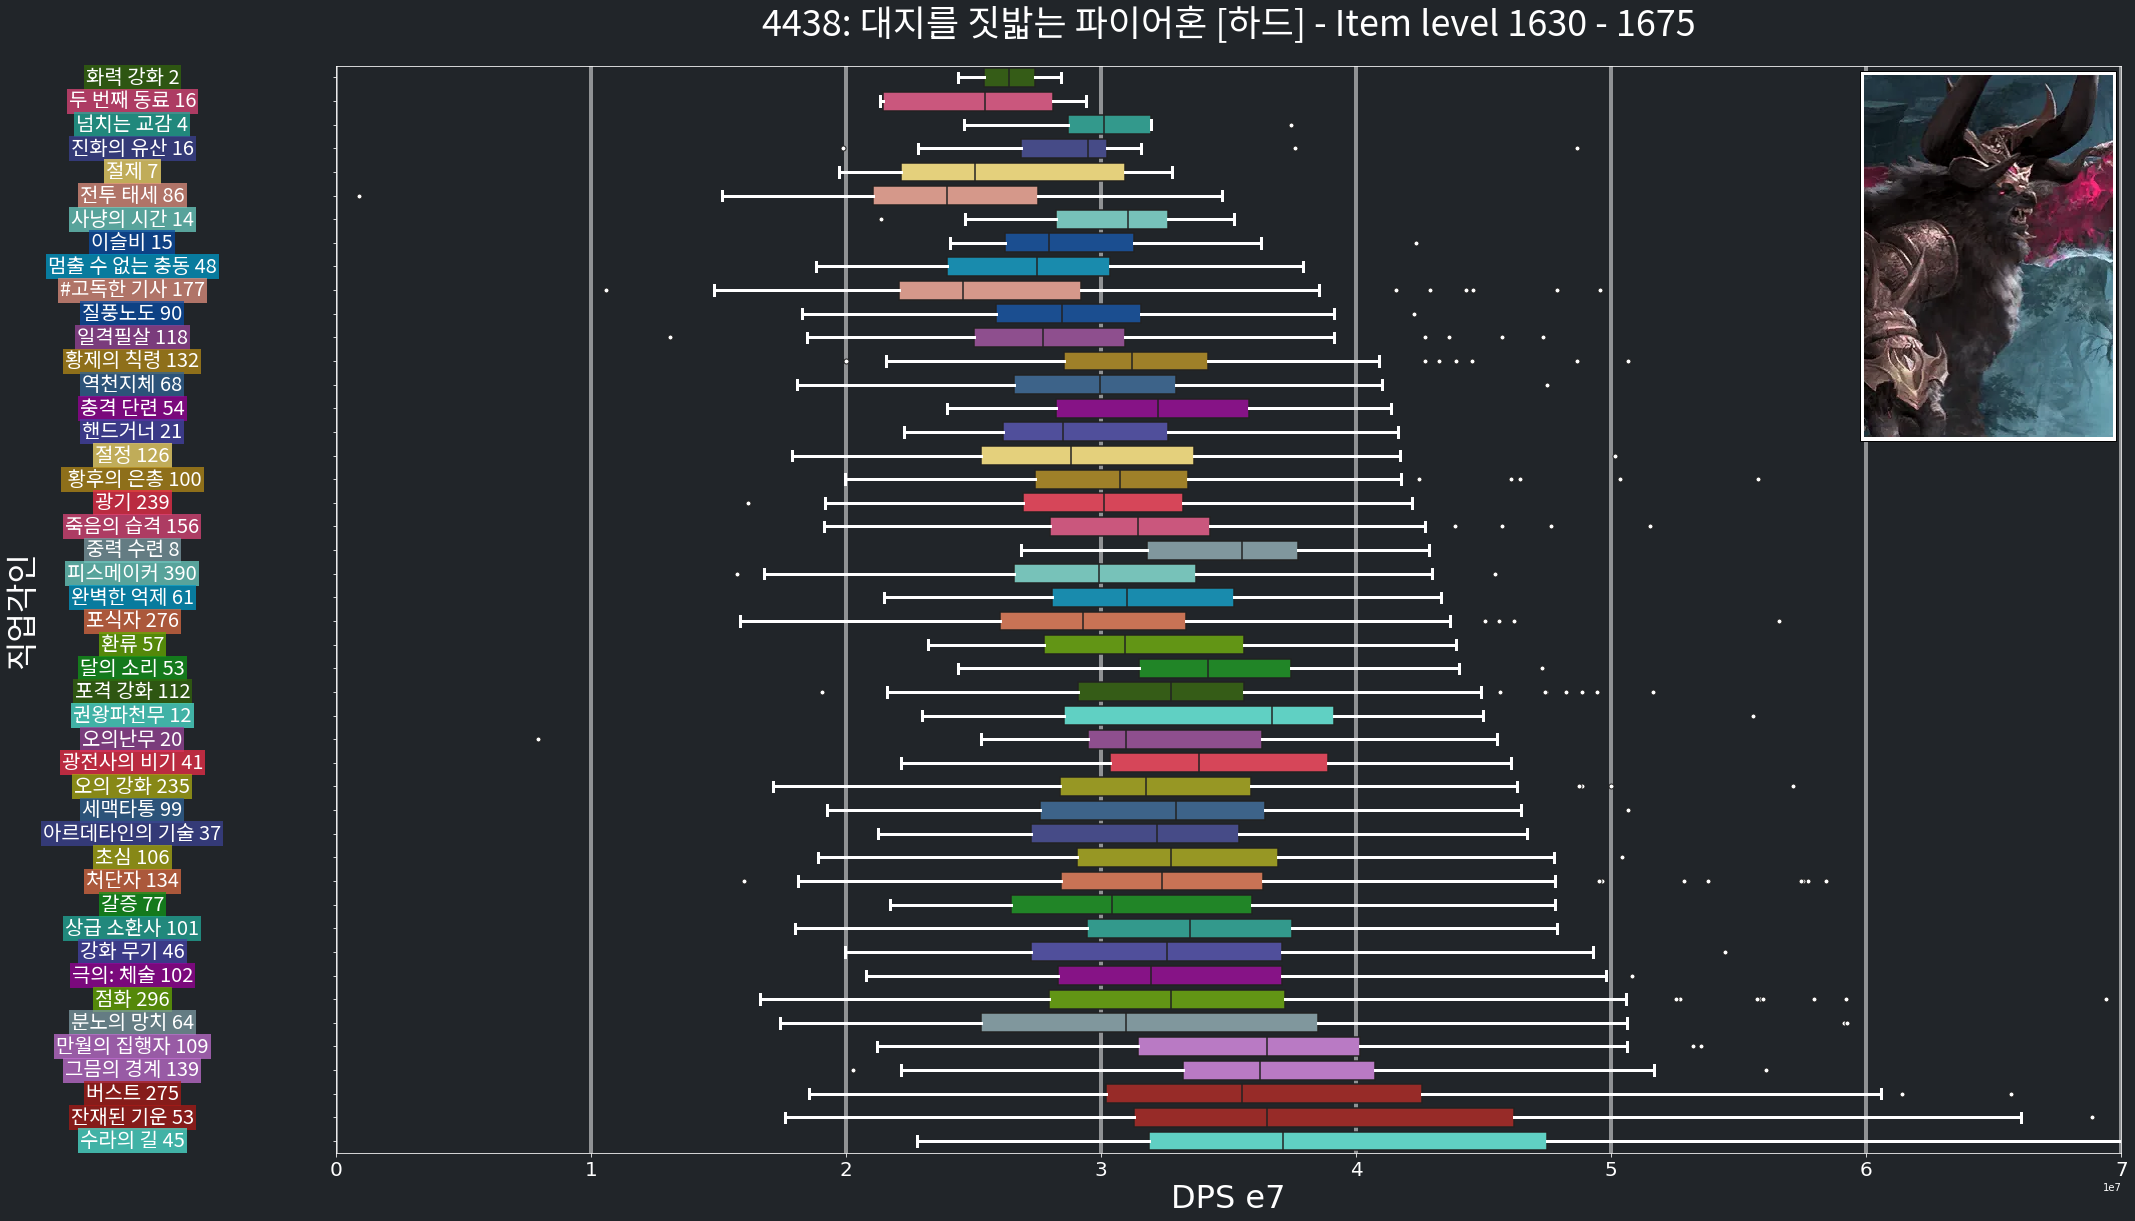 4438: 대지를 짓밟는 파이어혼 [하드] - Item level 1630 - 1675
화력 강화 2
두 번째 동료 16
넘치는 교감 4
진화의 유산 16
절제 7
전투 태세 86
사냥의 시간 14
이슬비 15
멈출 수 없는 충동 48
#고독한 기사 177
질풍노도 90
일격필살 118
황제의 칙령 132
역천지체 68
충격 단련 54
핸드거너 21
절정 126
황후의 은총 100
광기 239
죽음의 습격 156
중력 수련 8
피스메이커 390
완벽한 억제 61
포식자 276
환류 57
달의 소리 53
포격 강화 112
권왕파천무 12
오의난무 20
광전사의 비기 41
오의 강화 235
세맥타통 99
아르데타인의 기술 37
초심 106
처단자 134
갈증 77
상급 소환사 101
강화 무기 46
극의: 체술 102
점화 296
분노의 망치 64
만월의 집행자 109
그믐의 경계 139
버스트 275
잔재된 기운 53
수라의 길 45
직업각인
0 1 2 3 4 5 6 7
1e7
DPS e7